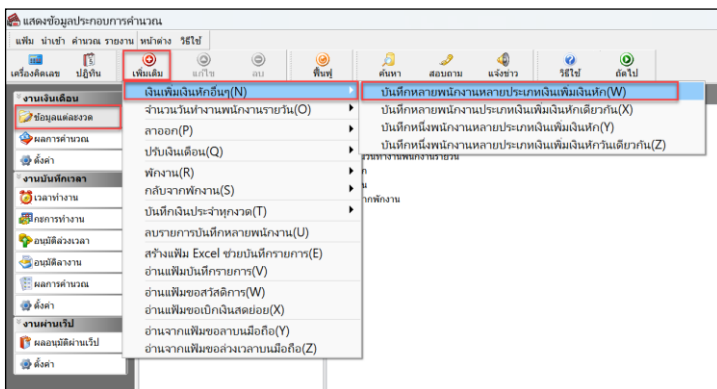 แสดงข้อมูลประกอบการคำนวณ
แฟ้ม นำเข้า คำนวณ รายงาน หน้าต่าง วิธีใช้
เครื่องคิดเลข ปฏิทิน เพิ่มเติม แก้ไข ลบ ฟื้นฟู ค้นหา สอบถาม แจ้งข่าว วิธีใช้ ถัดไป
งานเงินเดือน
ข้อมูลแต่ละงวด
ผลการคำนวณ
ตั้งค่า
งานบันทึกเวลา
เวลาทำงาน
กะการทำงาน
อนุมัติล่วงเวลา
อนุมัติลางาน
ผลการคำนวณ
ตั้งค่า
งานผ่านเว็ป
ผลอนุมัติผ่านเว็ป
ตั้งค่า
เงินเพิ่มเงินหักอื่นๆ(N)
จำนวนวันทำงานพนักงานรายวัน(O)
ลาออก(P)
ปรับเงินเดือน(Q)
พักงาน(R)
กลับจากพักงาน(S)
บันทึกเงินประจำทุกงวด(T)
ลบรายการบันทึกหลายพนักงาน(U)
สร้างแฟ้ม Excel ช่วยบันทึกรายการ(E)
อ่านแฟ้มบันทึกรายการ(V)
อ่านแฟ้มขอสวัสดิการ(W)
อ่านแฟ้มขอเบิกเงินสดย่อย(X)
อ่านจากแฟ้มขอลาบนมือถือ(Y)
อ่านจากแฟ้มขอล่วงเวลาบนมือถือ(Z)
บันทึกหลายพนักงานหลายประเภทเงินเพิ่มเงินหัก(W)
บันทึกหลายพนักงานประเภทเงินเพิ่มเงินหักเดียวกัน(X)
บันทึกหนึ่งพนักงานหลายประเภทเงินเพิ่มเงินหัก(Y)
บันทึกหนึ่งพนักงานหลายประเภทเงินเพิ่มเงินหักวันเดียวกัน(Z)